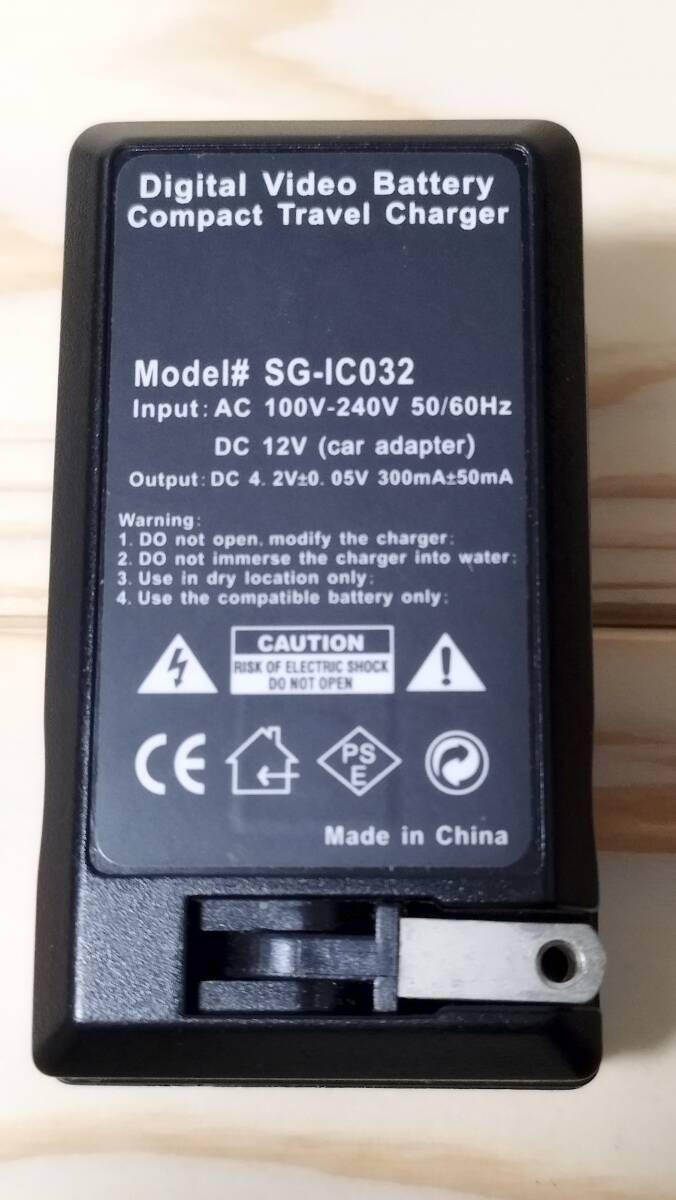 Digital Video Battery
Compact Travel Charger
Model# SG-IC032
Input: AC 100V-240V 50/60Hz
DC 12V (car adapter)
Output: DC 4. 2V±0. 05V 300mA±50mA
Warning:
1. DO not open, modify the charger;
2. DO not immerse the charger into water;
3. Use in dry location only;
4. Use the compatible battery only;
CAUTION
RISK OF ELECTRIC SHOCK
DO NOT OPEN
CE
PS
E
Made in China